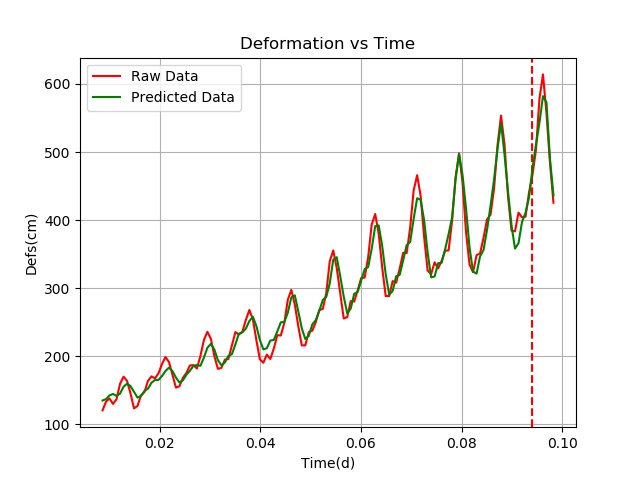 Deformation vs Time
Raw Data
Predicted Data
600
500
400
300
200
100
Defs(cm)
0.02 0.04 0.06 0.08 0.10
Time(d)